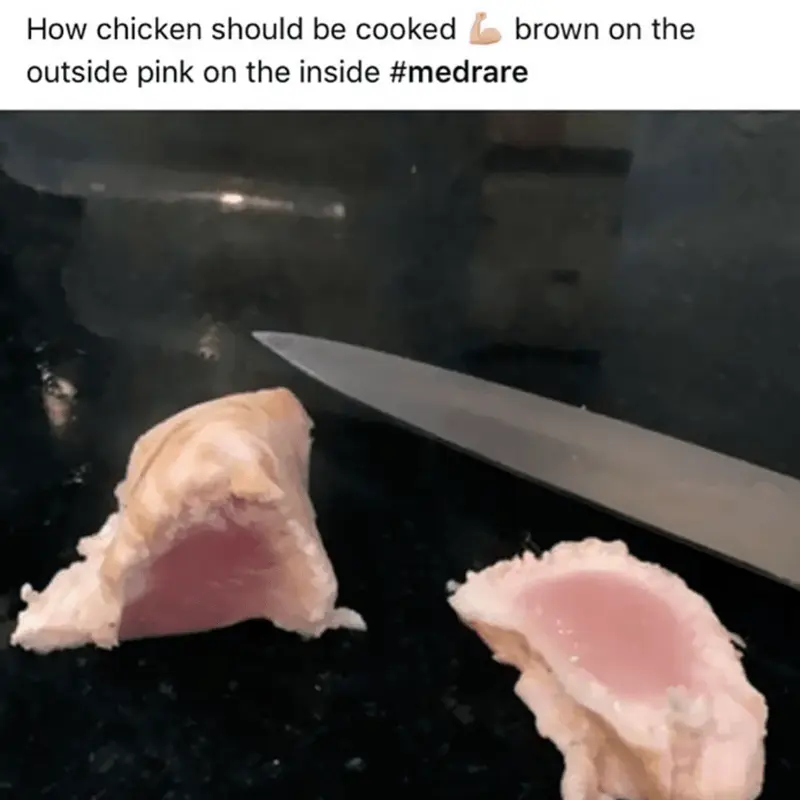 How chicken should be cooked 💪🏼 brown on the
outside pink on the inside #medrare